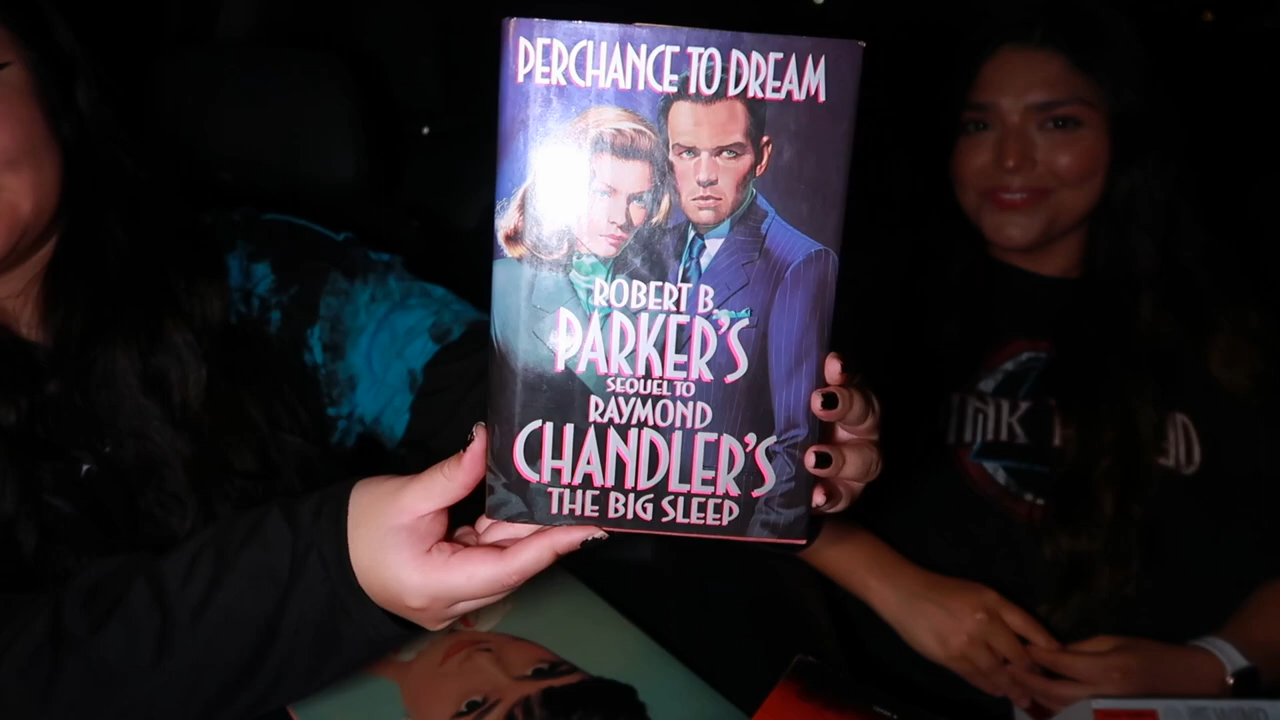 PERCHANCE TO DREAM
ROBERT B.
PARKER'S
SEQUEL TO
RAYMOND
CHANDLER'S
THE BIG SLEEP